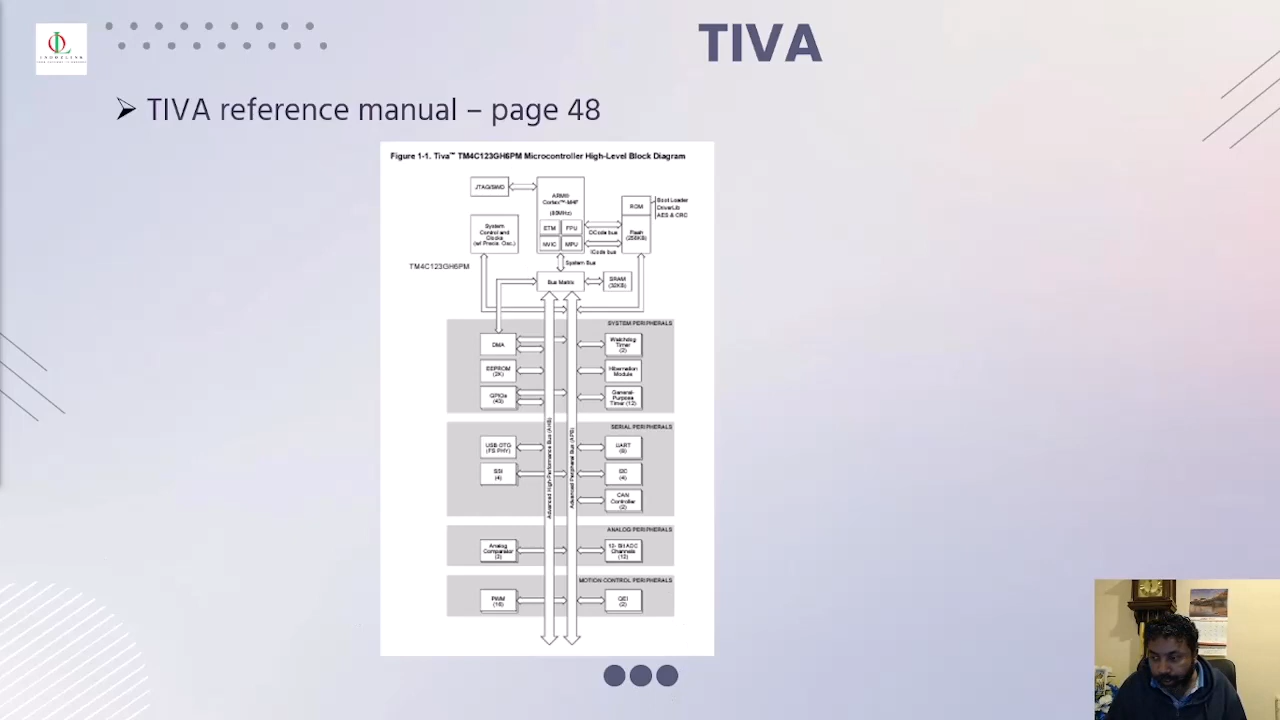 TIVA
INDOZLINK
TIVA reference manual – page 48
Figure 1-1. Tiva™ TM4C123GH6PM Microcontroller High-Level Block Diagram
JTAG/SWD
ARM®
Cortex™-M4F
(80MHz)
ETM
FPU
NVIC
MPU
ROM
Boot Loader
DriverLib
AES & CRC
Flash
(256KB)
DCode bus
ICode bus
System
Control and
Clocks
(w/ Precis. Osc.)
System Bus
TM4C123GH6PM
Bus Matrix
SRAM
(32KB)
SYSTEM PERIPHERALS
DMA
Watchdog
Timer
(2)
EEPROM
(2K)
Hibernation
Module
GPIOs
(43)
General-
Purpose
Timer (12)
Advanced High-Performance Bus (AHB)
Advanced Peripheral Bus (APB)
SERIAL PERIPHERALS
USB OTG
(FS PHY)
UART
(8)
SSI
(4)
I2C
(4)
CAN
Controller
(2)
ANALOG PERIPHERALS
Analog
Comparator
(2)
12- Bit ADC
Channels
(12)
MOTION CONTROL PERIPHERALS
PWM
(16)
QEI
(2)